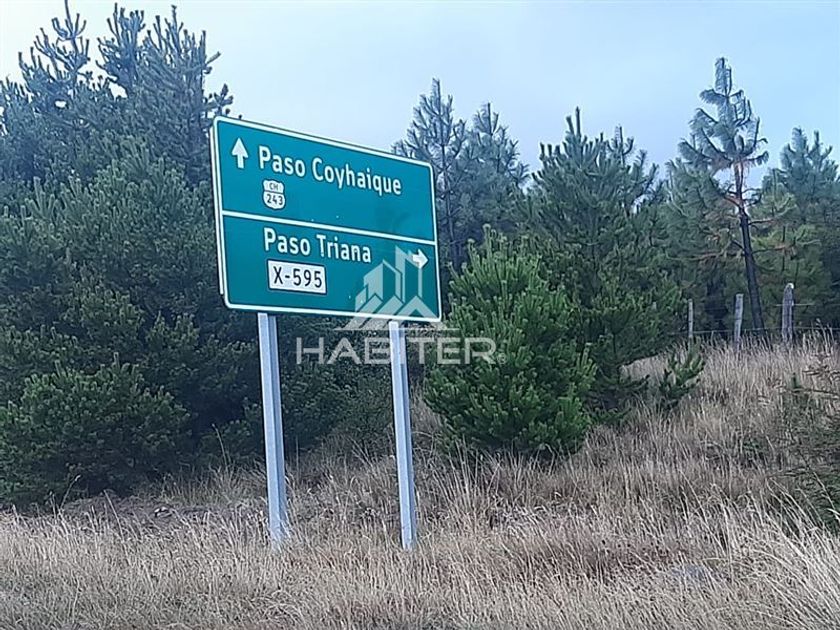 Paso Coyhaique
CH
243
Paso Triana
X-595
HABITER